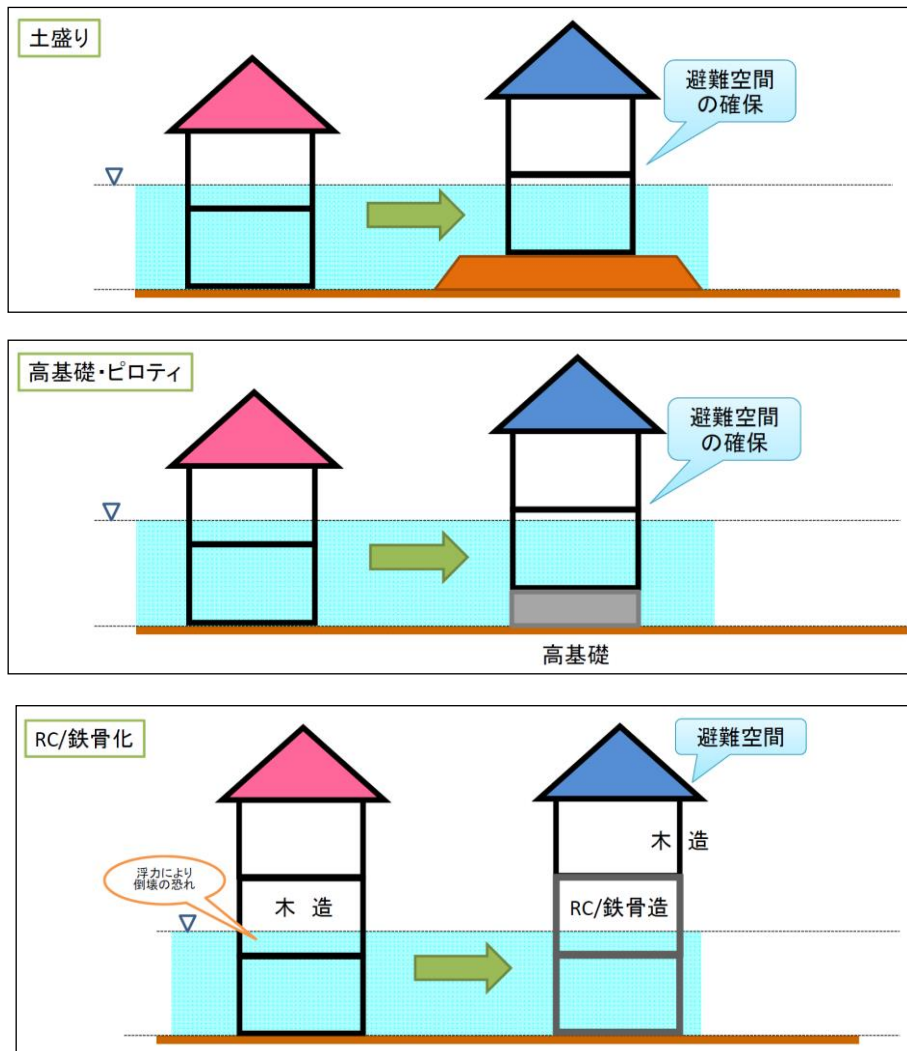 土盛り
避難空間
の確保
高基礎・ピロティ
避難空間
の確保
高基礎
RC/鉄骨化
避難空間
浮力により
倒壊の恐れ
木 造
木 造
RC/鉄骨造